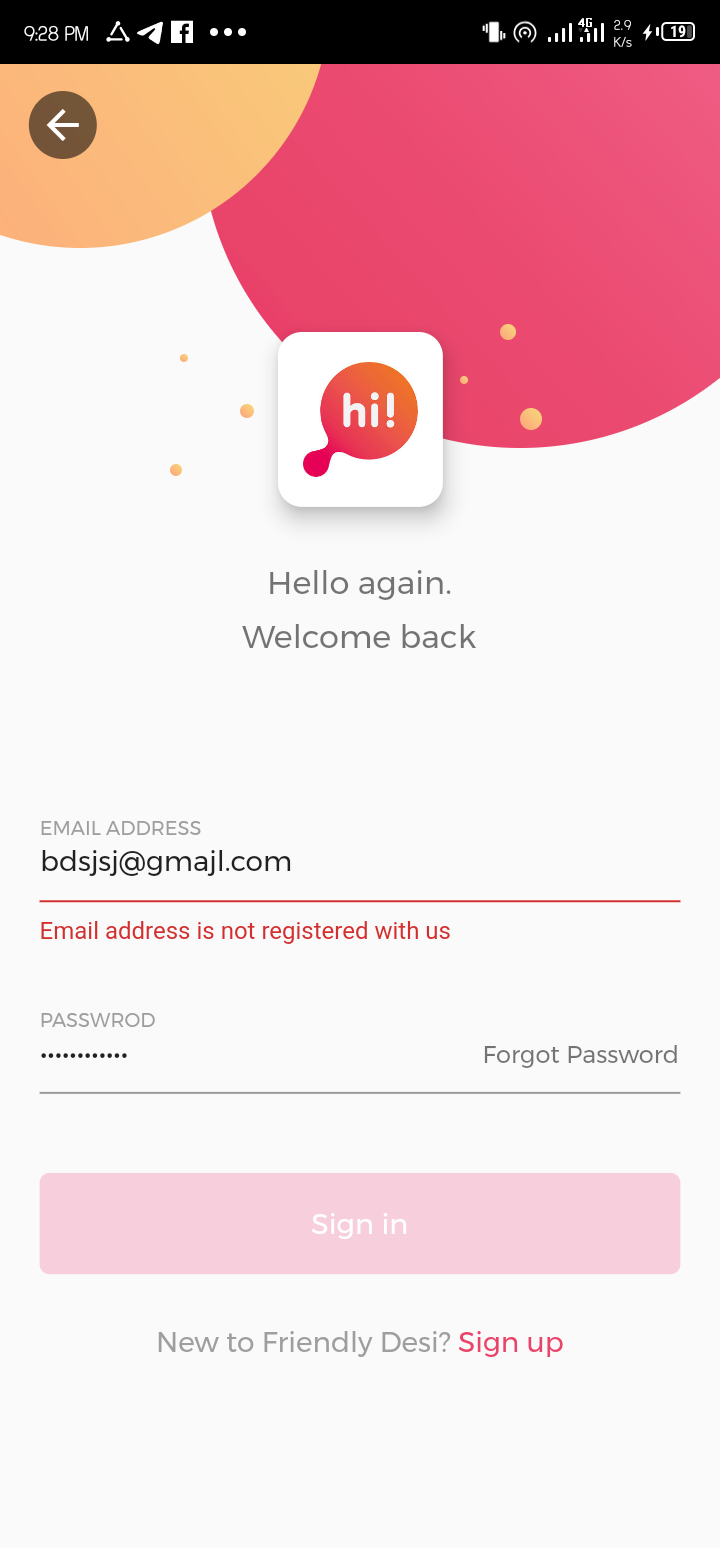 9:28 PM 4G 2.9 K/s 19
hi!
Hello again.
Welcome back
EMAIL ADDRESS
bdsjsj@gmajl.com
Email address is not registered with us
PASSWROD
•••••••••••• Forgot Password
Sign in
New to Friendly Desi? Sign up